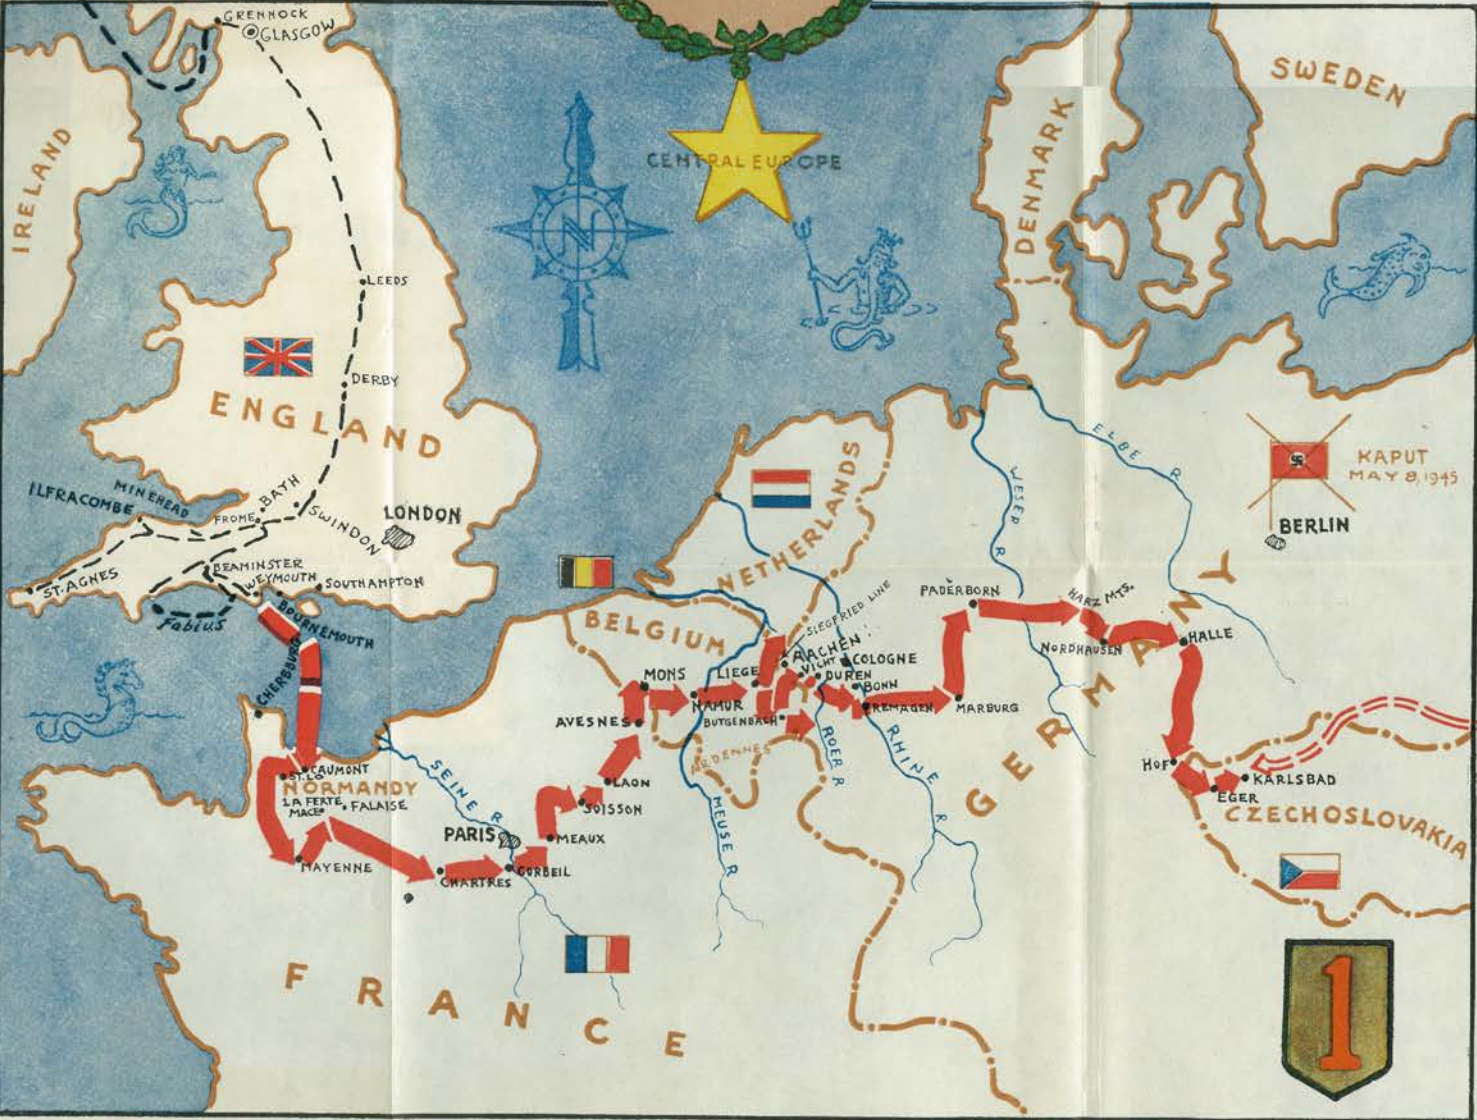 GRENNOCK
GLASGOW
SWEDEN
IRELAND
DENMARK
CENTRAL EUROPE
N
LEEDS
DERBY
ENGLAND
ELBE R
KAPUT
MAY 8, 1945
BERLIN
WESER R
NETHERLANDS
ILFRACOMBE
MINEHEAD
BATH
FROME
SWINDON
LONDON
ST. AGNES
BEAMINSTER
WEYMOUTH
SOUTHAMPTON
Fabius
BOURNEMOUTH
CHERBOURG
BELGIUM
SIEGFRIED LINE
PADERBORN
HARZ MTS.
NORDHAUSEN
HALLE
AACHEN
VICHT
COLOGNE
DUREN
BONN
MONS
LIEGE
NAMUR
BUTGENBACH
REMAGEN
MARBURG
AVESNES
ARDENNES
ROER R
RHINE R
GERMANY
HOF
KARLSBAD
EGER
CZECHOSLOVAKIA
CAUMONT
ST. LO
NORMANDY
LA FERTE
MACE
FALAISE
SEINE R
LAON
SOISSON
MEUSE R
PARIS
MEAUX
MAYENNE
CHARTRES
CORBEIL
FRANCE
1